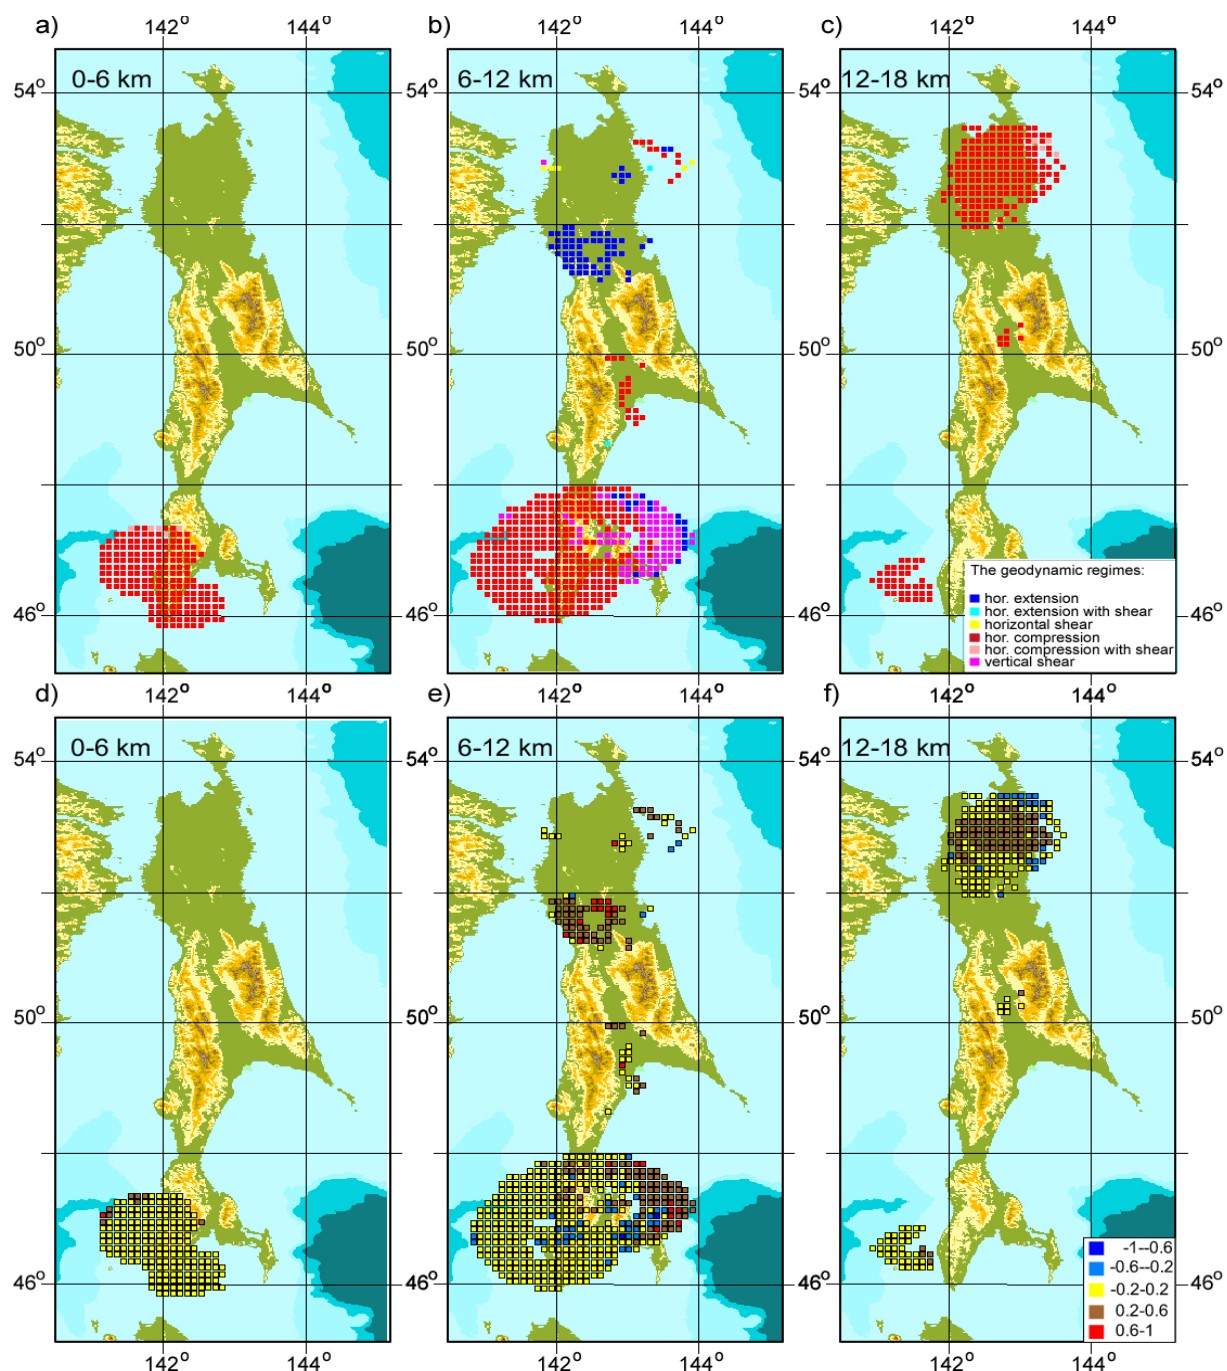 a) 142° 144° b) 142° 144° c) 142° 144°
0-6 km 6-12 km 12-18 km
54° 54° 54°
50° 50° 50°
46° 46° 46°
The geodynamic regimes:
hor. extension
hor. extension with shear
horizontal shear
hor. compression
hor. compression with shear
vertical shear
142° 144° 142° 144° 142° 144°
d) e) f)
0-6 km 6-12 km 12-18 km
54° 54° 54°
50° 50° 50°
46° 46° 46°
-1--0.6
-0.6--0.2
-0.2-0.2
0.2-0.6
0.6-1
142° 144° 142° 144° 142° 144°